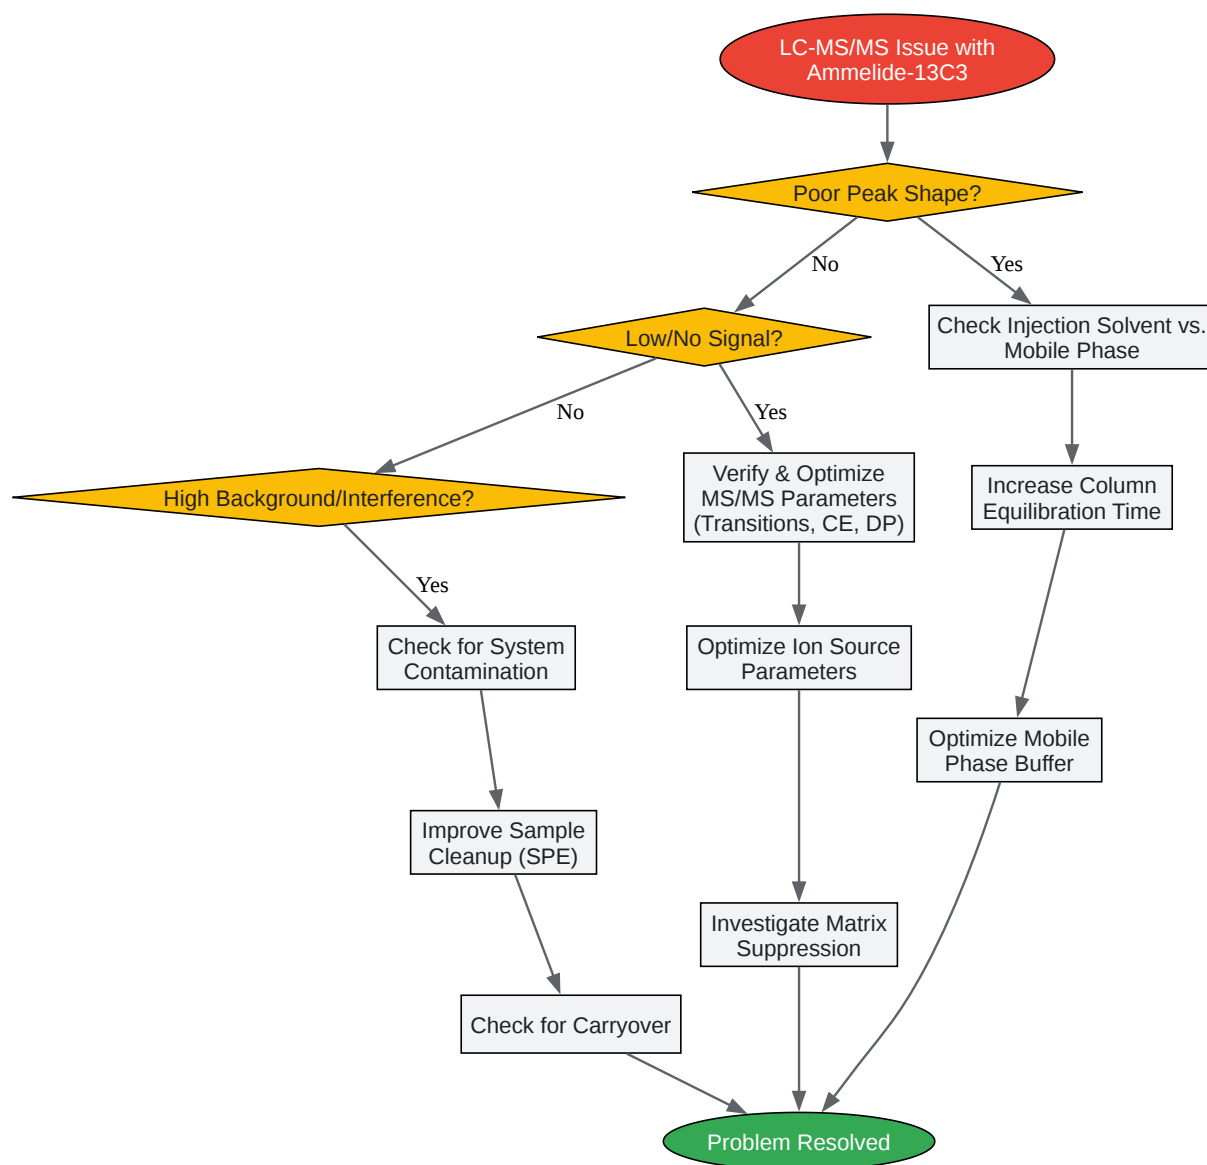 LC-MS/MS Issue with
Ammelide-13C3
Poor Peak Shape?
No
Yes
Check Injection Solvent vs.
Mobile Phase
Low/No Signal?
No
Yes
High Background/Interference?
Verify & Optimize
MS/MS Parameters
(Transitions, CE, DP)
Increase Column
Equilibration Time
Yes
Check for System
Contamination
Optimize Ion Source
Parameters
Optimize Mobile
Phase Buffer
Improve Sample
Cleanup (SPE)
Investigate Matrix
Suppression
Check for Carryover
Problem Resolved